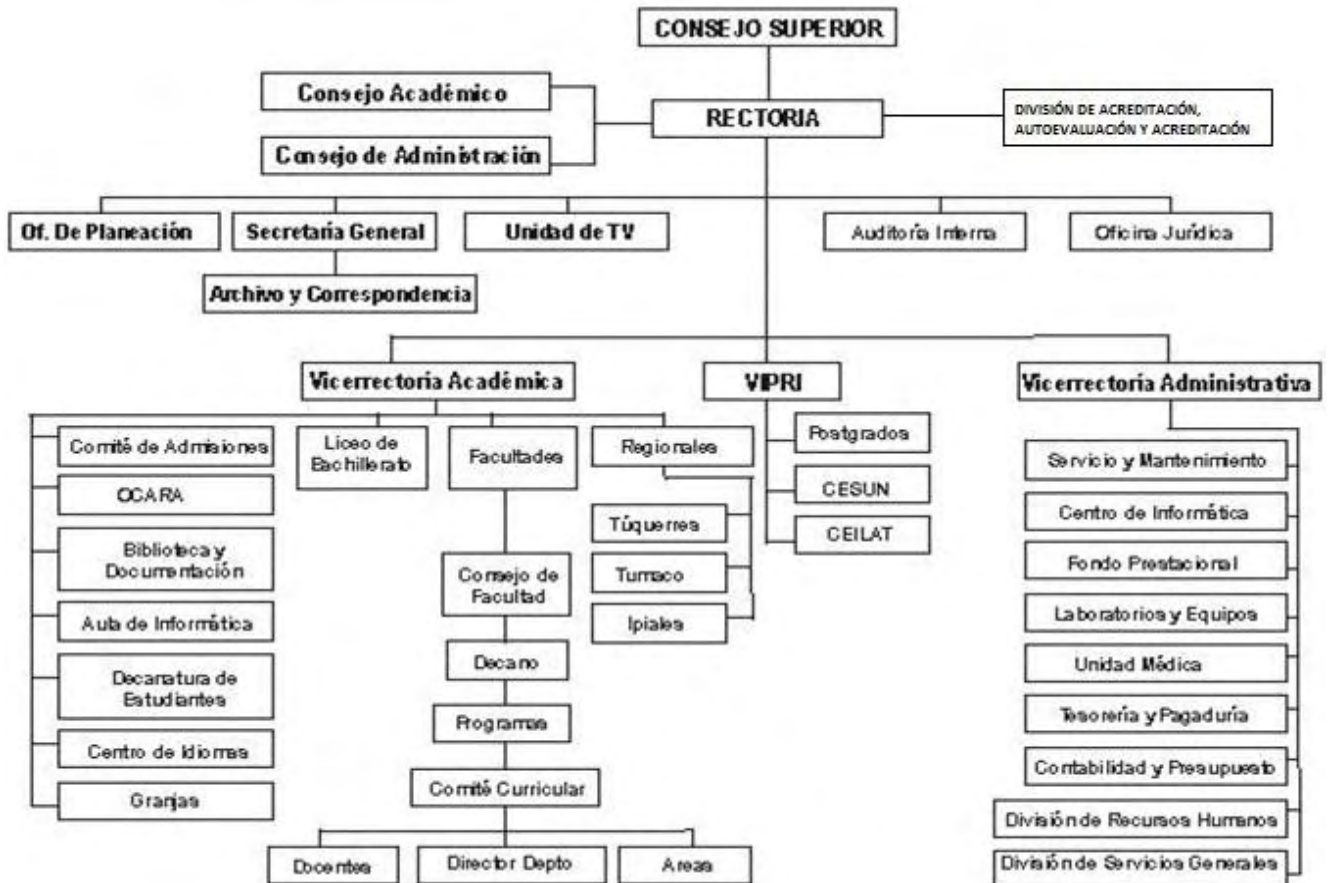 CONSEJO SUPERIOR
Consejo Académico
RECTORIA
DIVISIÓN DE ACREDITACIÓN,
AUTOEVALUACIÓN Y ACREDITACIÓN
Consejo de Administración
Of. De Planeación
Secretaría General
Unidad de TV
Auditoría Interna
Oficina Jurídica
Archivo y Correspondencia
Vicerrectoría Académica
VIPRI
Vicerrectoría Administrativa
Comité de Admisiones
OCARA
Biblioteca y
Documentación
Aula de Informática
Decanatura de
Estudiantes
Centro de Idiomas
Granjas
Liceo de
Bachillerato
Facultades
Consejo de
Facultad
Decano
Programas
Comité Curricular
Docentes
Director Depto
Areas
Regionales
Túquerres
Tumaco
Ipiales
Postgrados
CESUN
CEILAT
Servicio y Mantenimiento
Centro de Informática
Fondo Prestacional
Laboratorios y Equipos
Unidad Médica
Tesorería y Pagaduría
Contabilidad y Presupuesto
División de Recursos Humanos
División de Servicios Generales